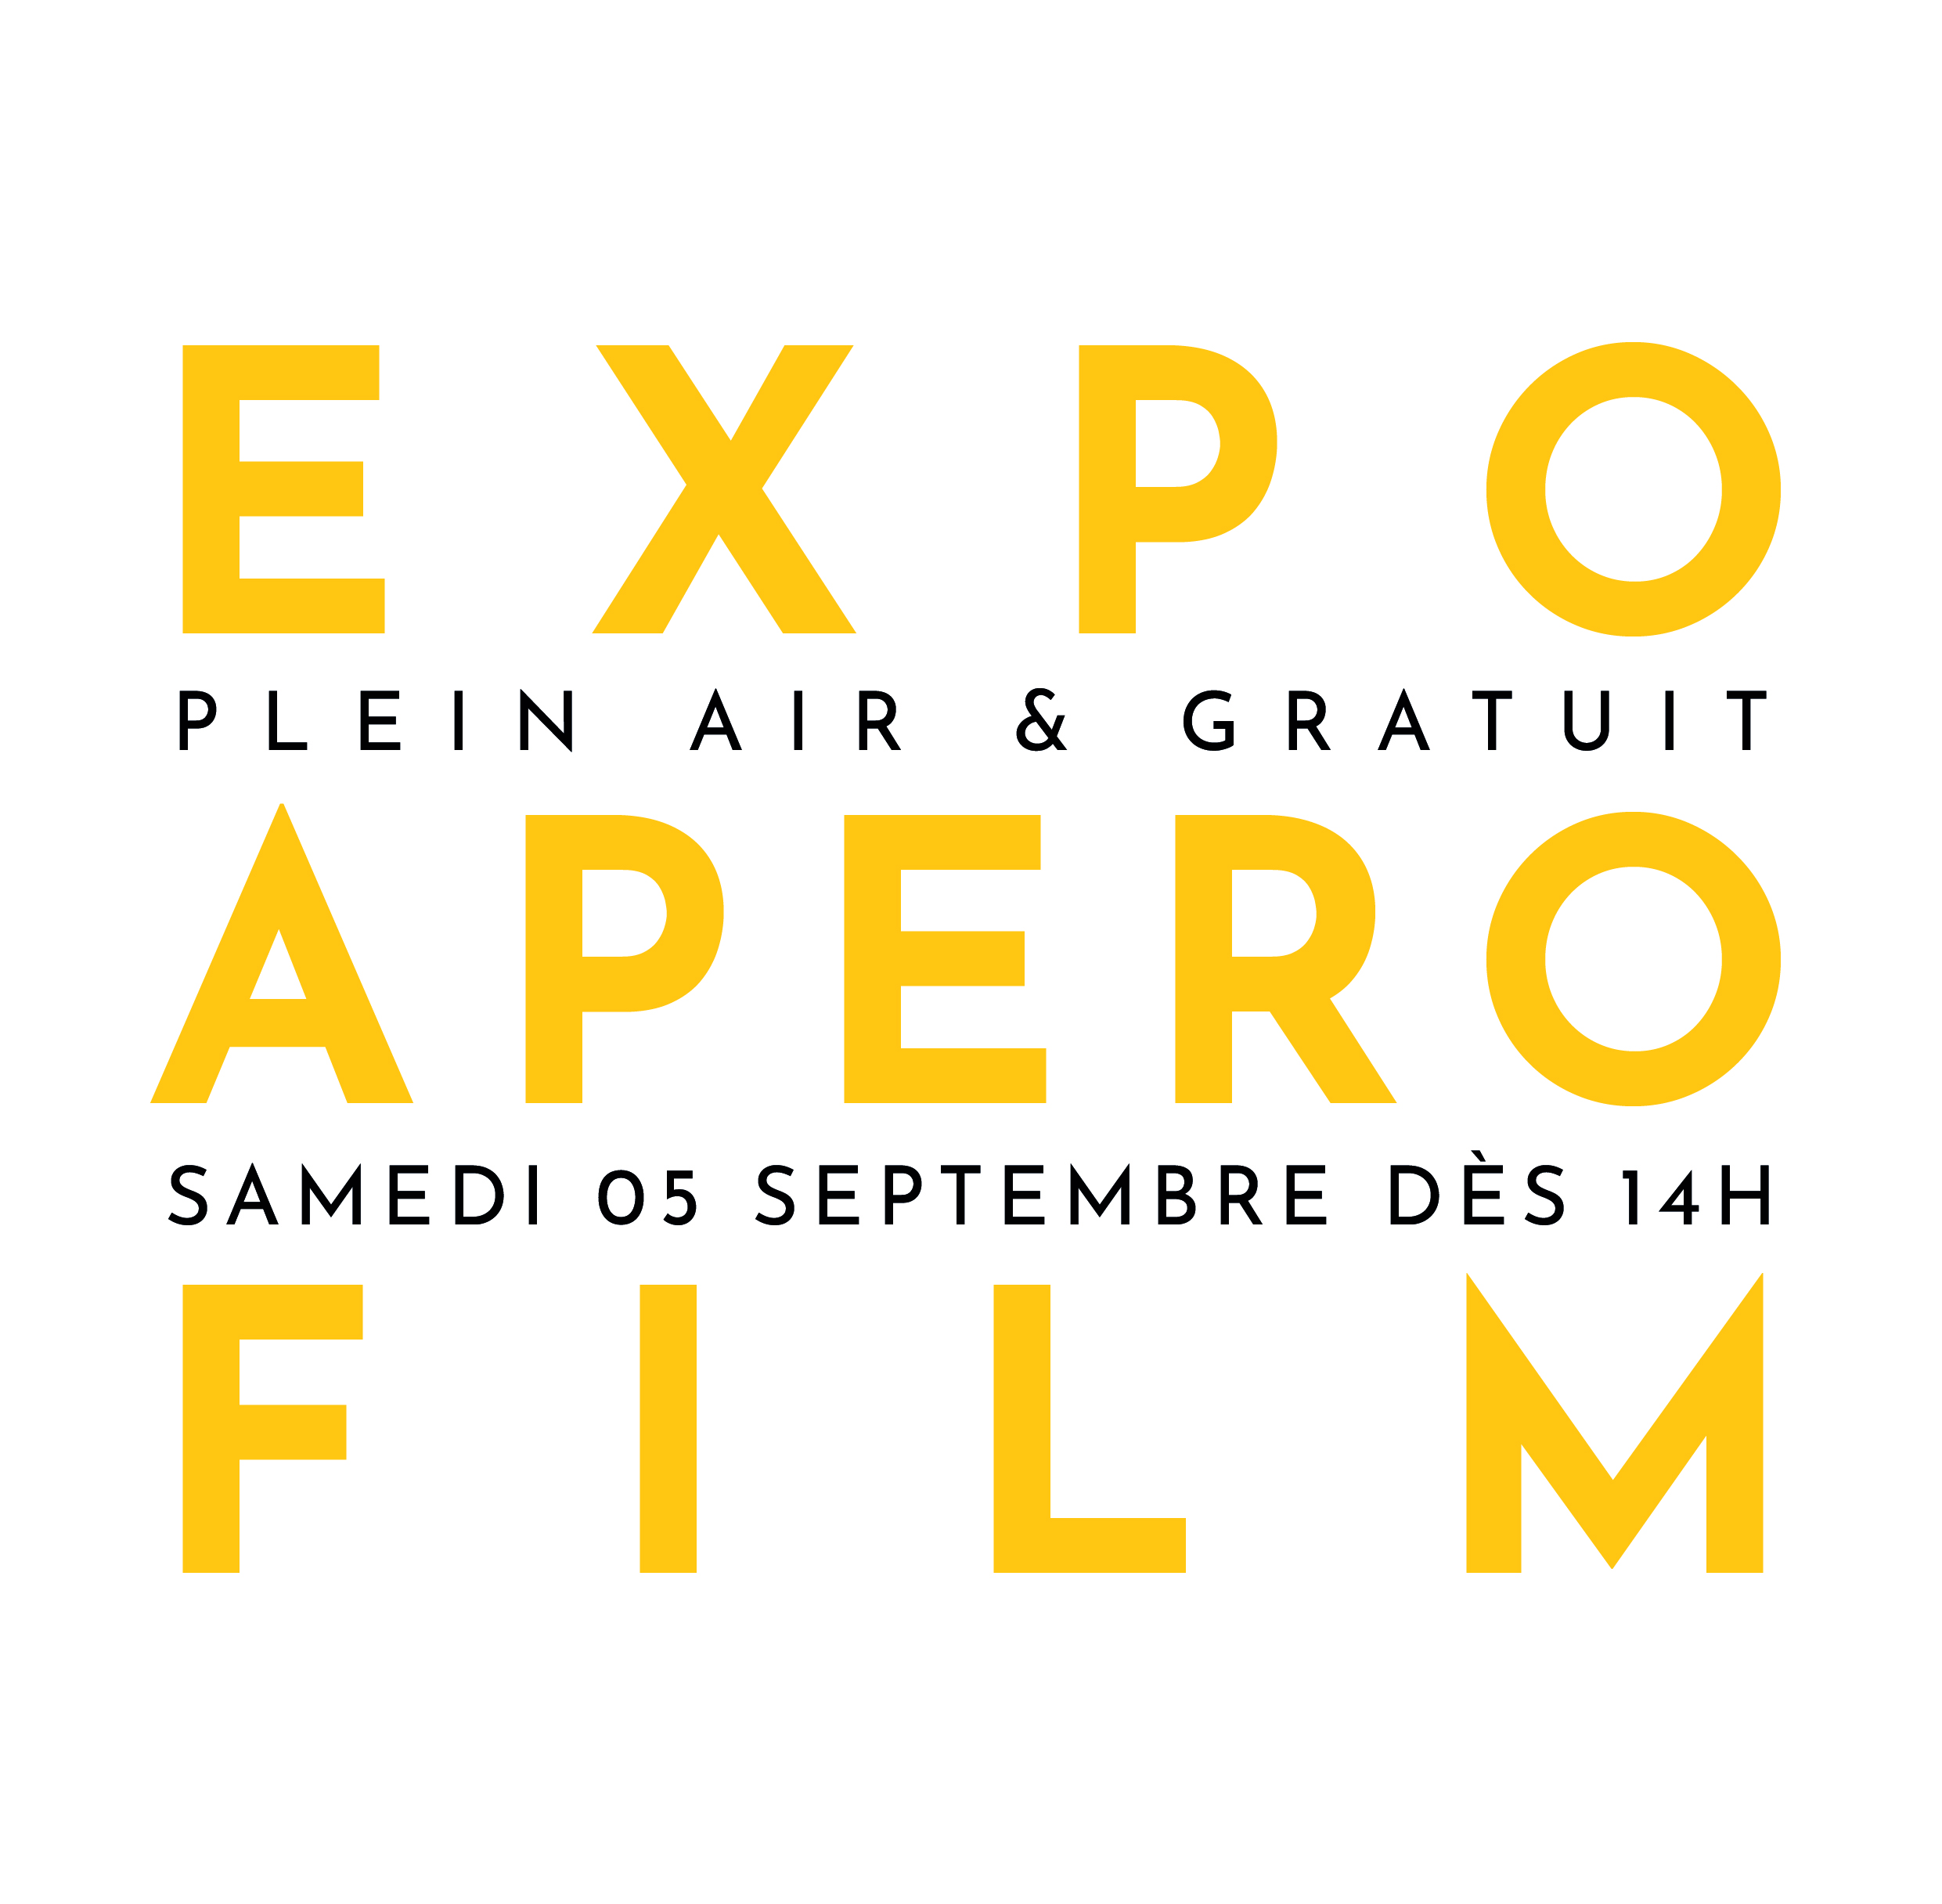 EXPO
PLEIN AIR & GRATUIT
APERO
SAMEDI 05 SEPTEMBRE DÈS 14H
FILM